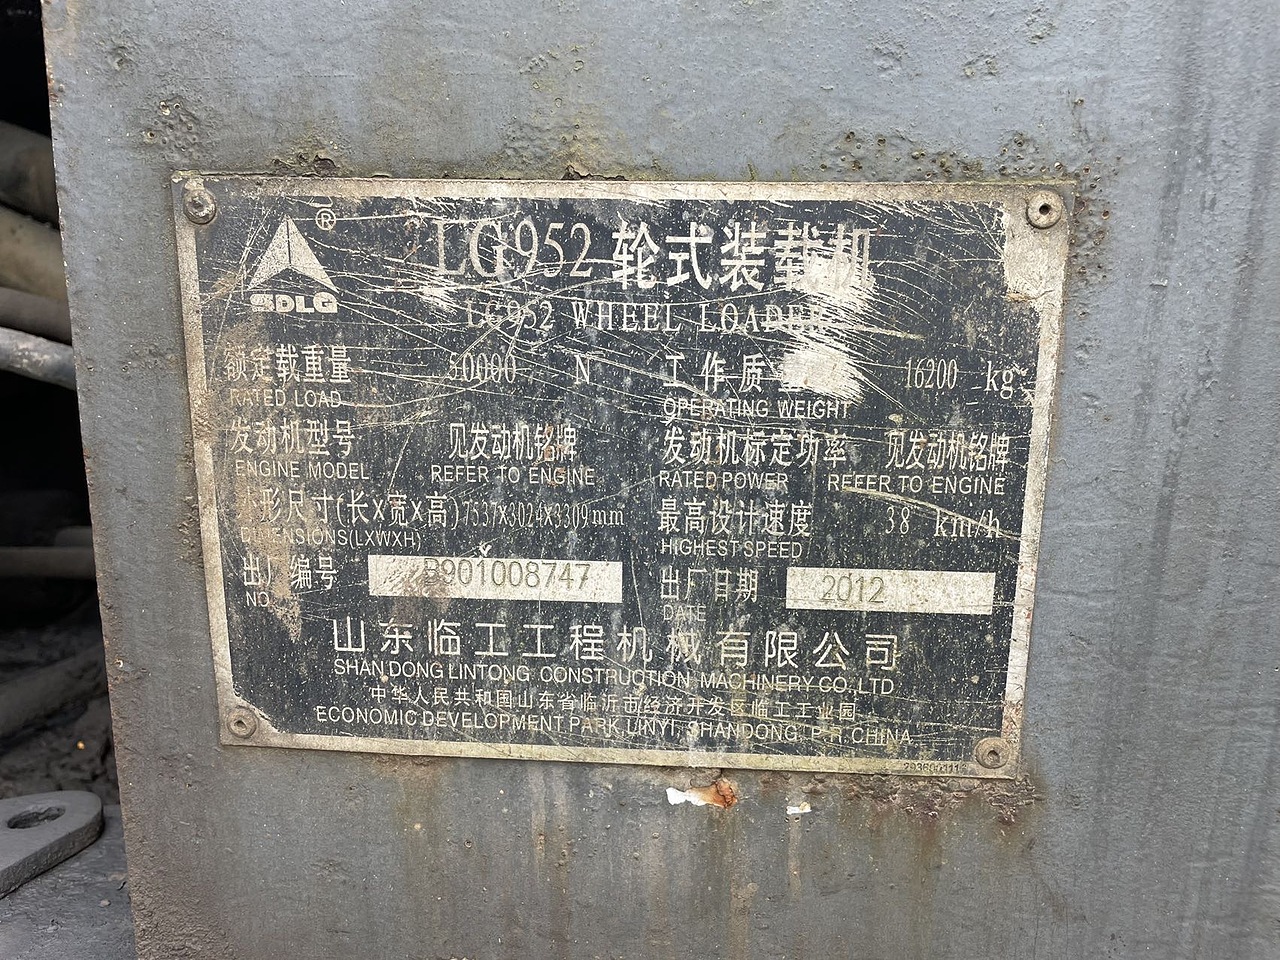 ®
SDLG
LG952 轮式装载机
LG952 WHEEL LOADER
额定载重量 50000 N 工作质 16200 kg
RATED LOAD OPERATING WEIGHT
发动机型号 见发动机铭牌 发动机标定功率 见发动机铭牌
ENGINE MODEL REFER TO ENGINE RATED POWER REFER TO ENGINE
形尺寸(长X宽X高)7537X3024X3309mm 最高设计速度 38 km/h
DIMENSIONS(LXWXH) HIGHEST SPEED
出厂编号 B901008747 出厂日期 2012
NO. DATE
山东临工工程机械有限公司
SHAN DONG LINTONG CONSTRUCTION MACHINERY CO., LTD
中华人民共和国山东省临沂市经济开发区临工工业园
ECONOMIC DEVELOPMENT PARK, LINYI, SHANDONG, P. R. CHINA